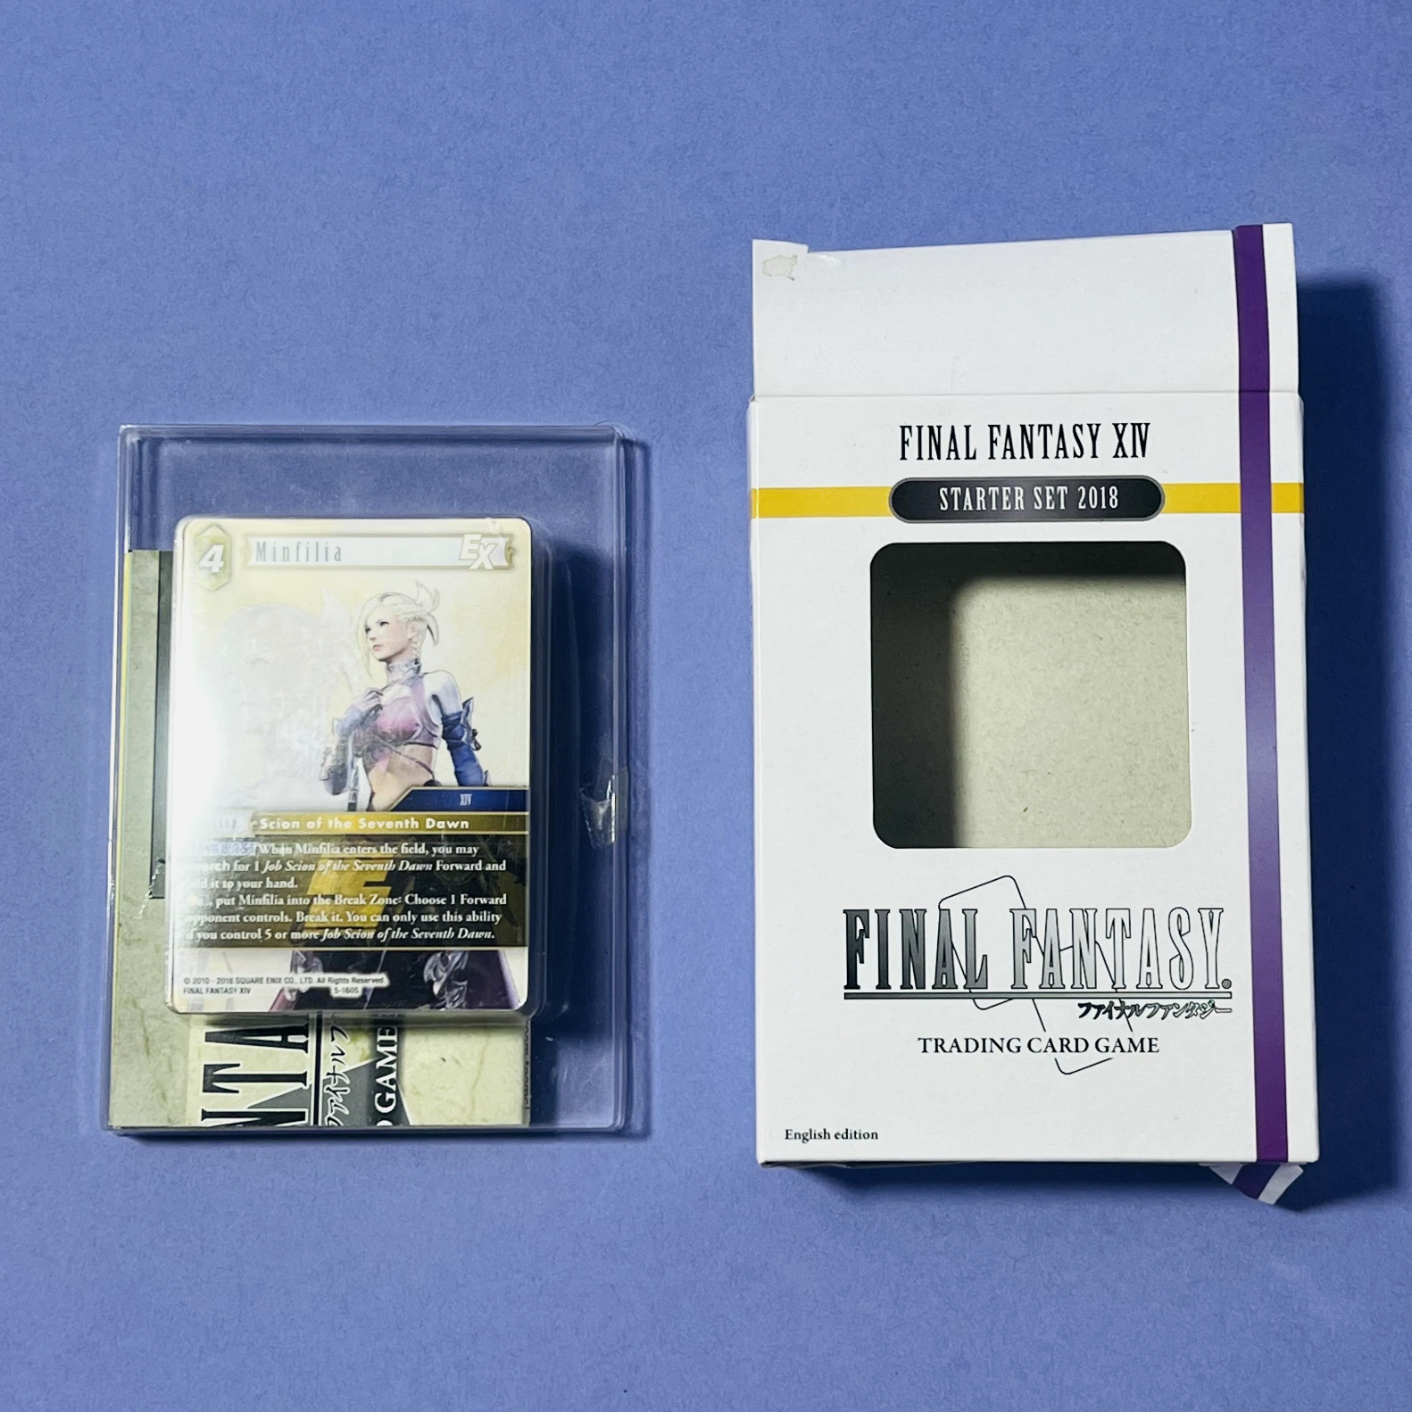 4
Minfilia
EX
XIV
Scion of the Seventh Dawn
When Minfilia enters the field, you may
search for 1 Job Scion of the Seventh Dawn Forward and
add it to your hand.
put Minfilia into the Break Zone: Choose 1 Forward
opponent controls. Break it. You can only use this ability
if you control 5 or more Job Scion of the Seventh Dawn.
© 2010 - 2018 SQUARE ENIX CO., LTD. All Rights Reserved
FINAL FANTASY XIV
5-160S
NTA
GAME
FINAL FANTASY XIV
STARTER SET 2018
FINAL FANTASY®
ファイナルファンタジー
TRADING CARD GAME
English edition